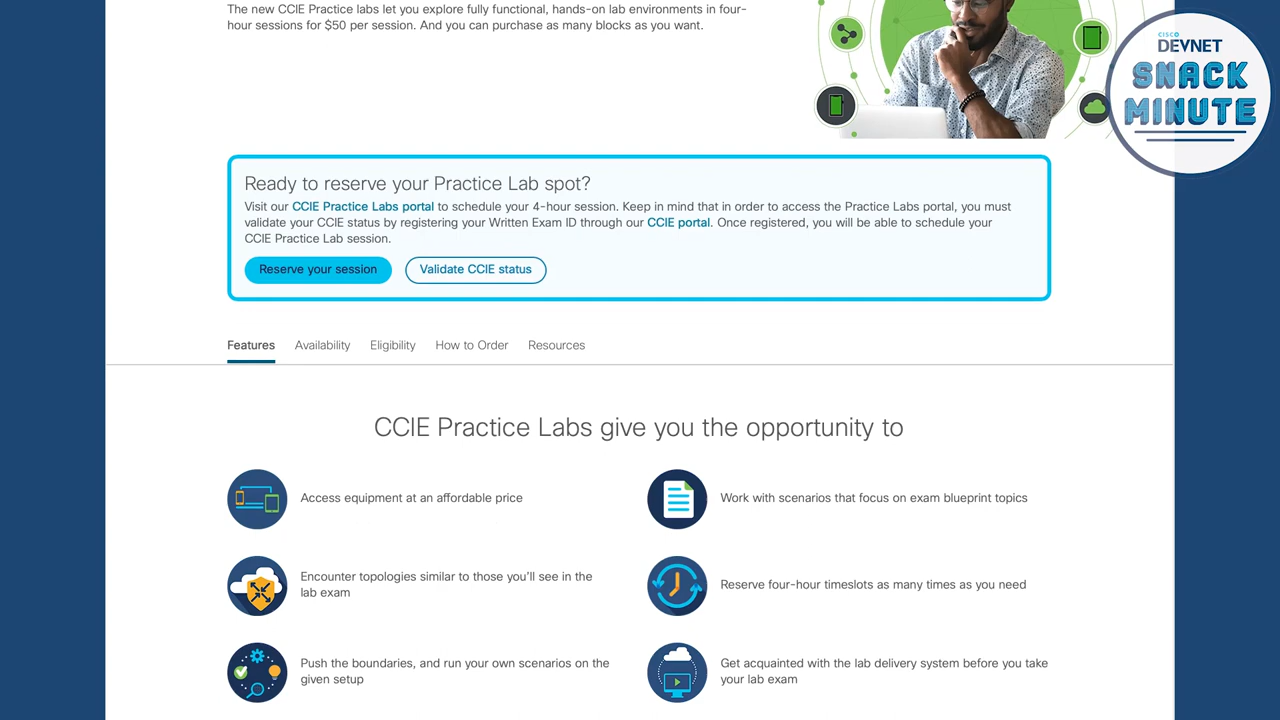 The new CCIE Practice labs let you explore fully functional, hands-on lab environments in four-
hour sessions for $50 per session. And you can purchase as many blocks as you want.
CISCO
DEVNET
SNACK
MINUTE
Ready to reserve your Practice Lab spot?
Visit our CCIE Practice Labs portal to schedule your 4-hour session. Keep in mind that in order to access the Practice Labs portal, you must
validate your CCIE status by registering your Written Exam ID through our CCIE portal. Once registered, you will be able to schedule your
CCIE Practice Lab session.
Reserve your session
Validate CCIE status
Features
Availability
Eligibility
How to Order
Resources
CCIE Practice Labs give you the opportunity to
Access equipment at an affordable price
Work with scenarios that focus on exam blueprint topics
Encounter topologies similar to those you'll see in the
lab exam
Reserve four-hour timeslots as many times as you need
Push the boundaries, and run your own scenarios on the
given setup
Get acquainted with the lab delivery system before you take
your lab exam